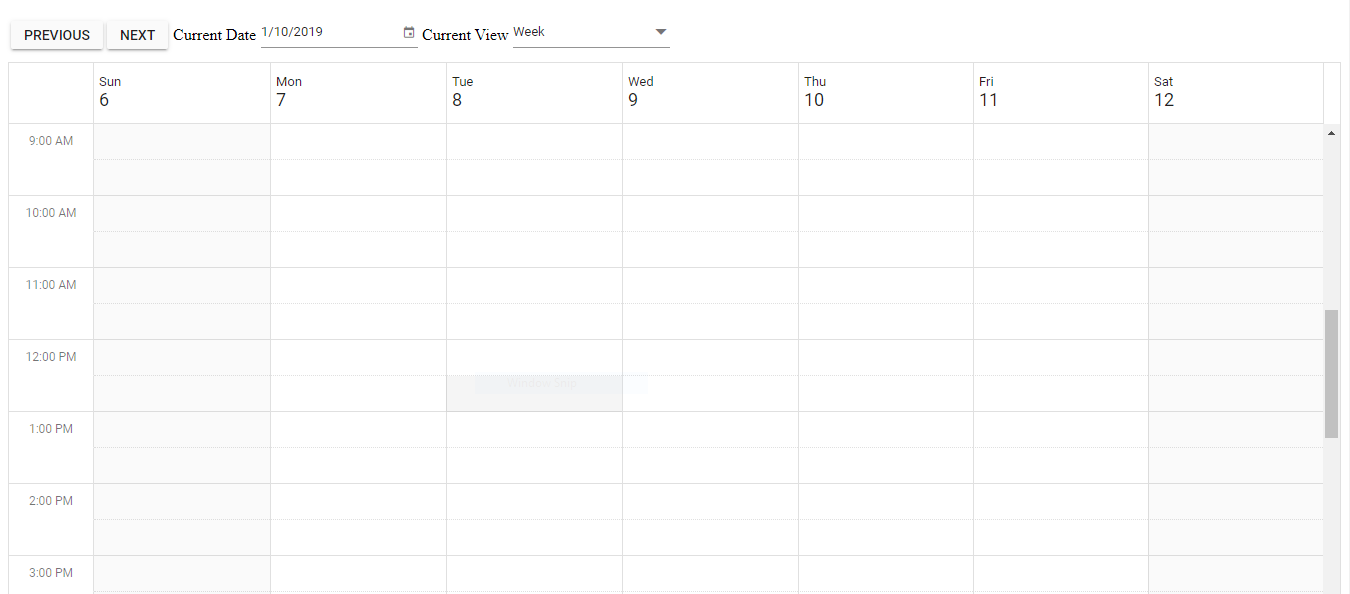 PREVIOUS NEXT Current Date 1/10/2019 Current View Week
Sun Mon Tue Wed Thu Fri Sat
6 7 8 9 10 11 12
9:00 AM
10:00 AM
11:00 AM
12:00 PM
1:00 PM
2:00 PM
3:00 PM